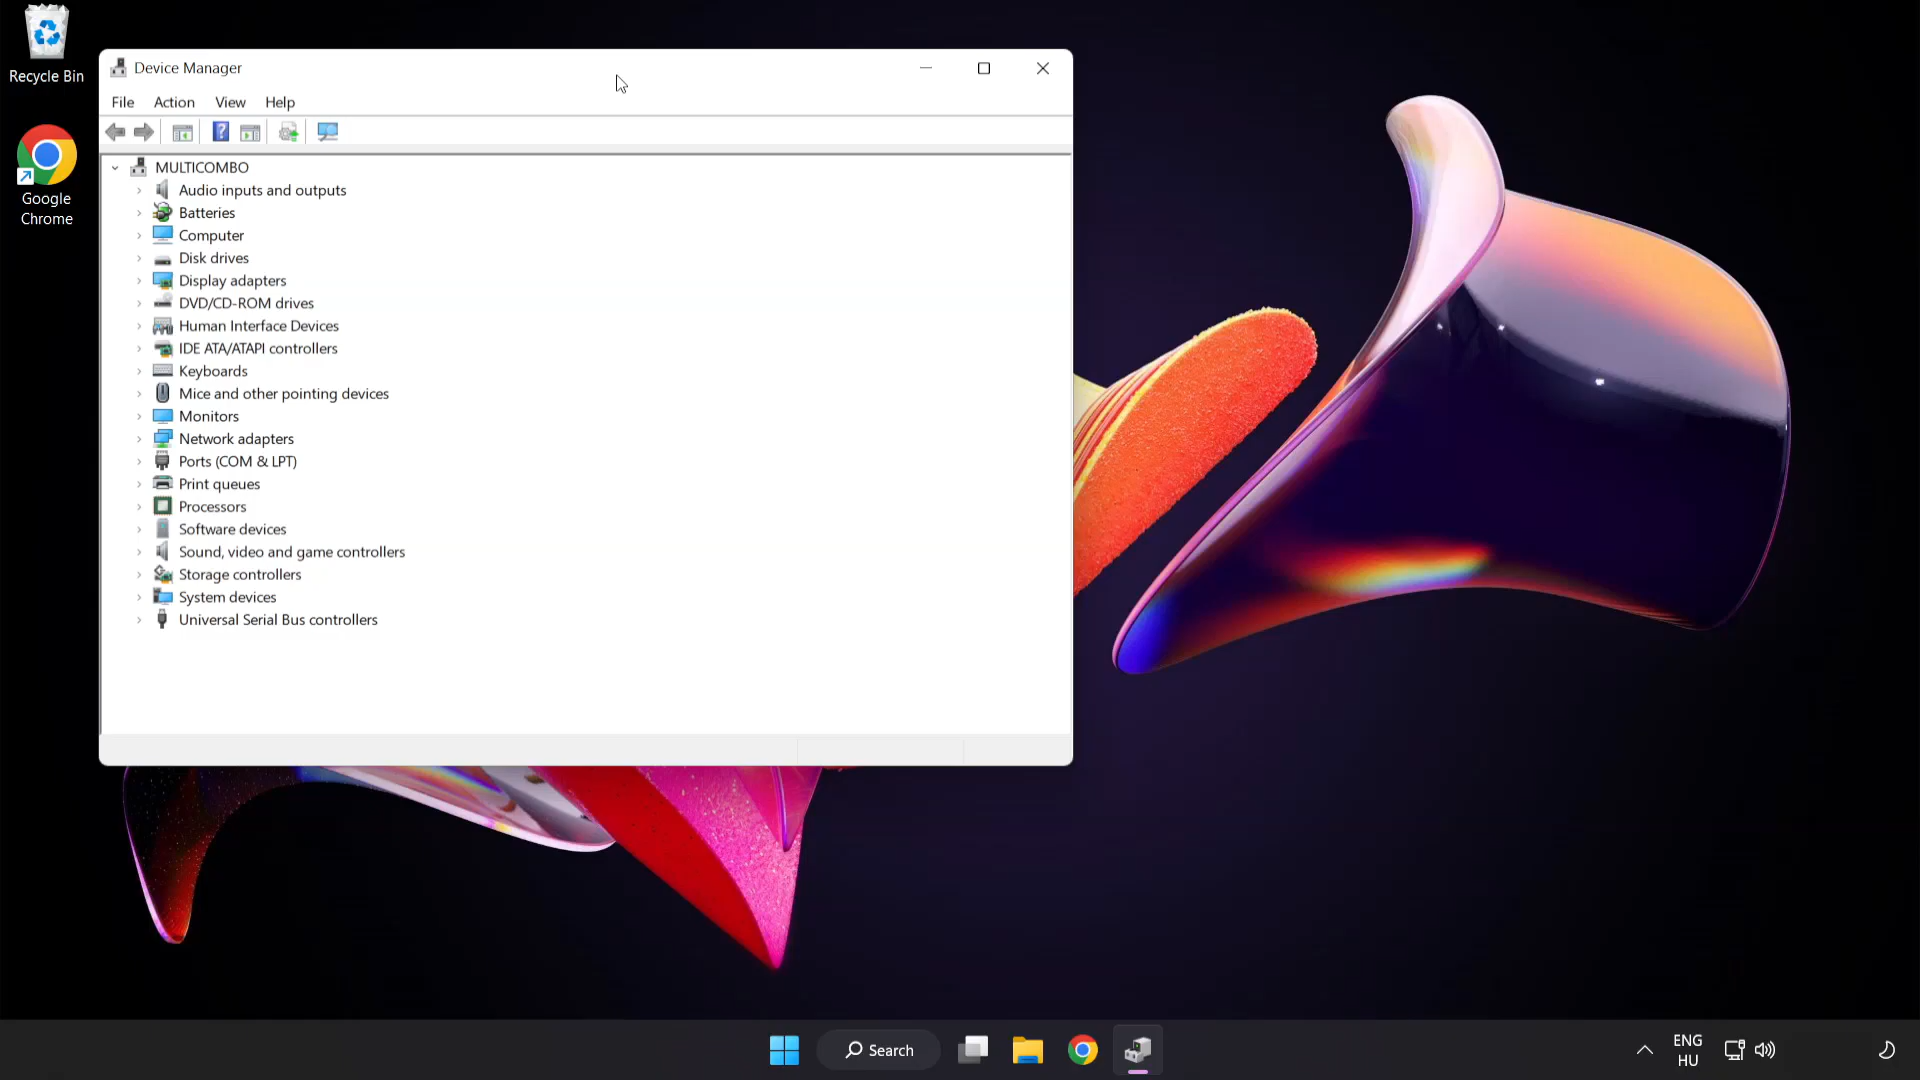 Recycle Bin
Google
Chrome
Device Manager
File Action View Help
MULTICOMBO
Audio inputs and outputs
Batteries
Computer
Disk drives
Display adapters
DVD/CD-ROM drives
Human Interface Devices
IDE ATA/ATAPI controllers
Keyboards
Mice and other pointing devices
Monitors
Network adapters
Ports (COM & LPT)
Print queues
Processors
Software devices
Sound, video and game controllers
Storage controllers
System devices
Universal Serial Bus controllers
Search
ENG
HU